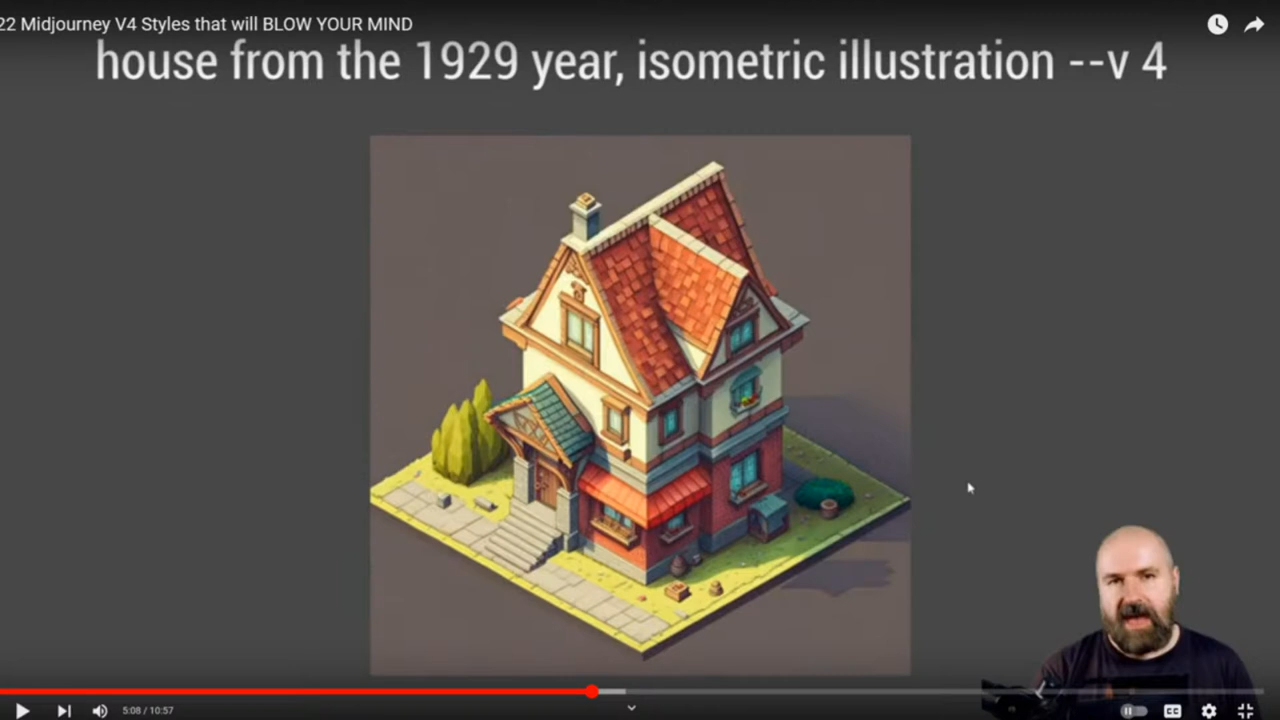 22 Midjourney V4 Styles that will BLOW YOUR MIND
house from the 1929 year, isometric illustration --v 4
5:08 / 10:57
CC